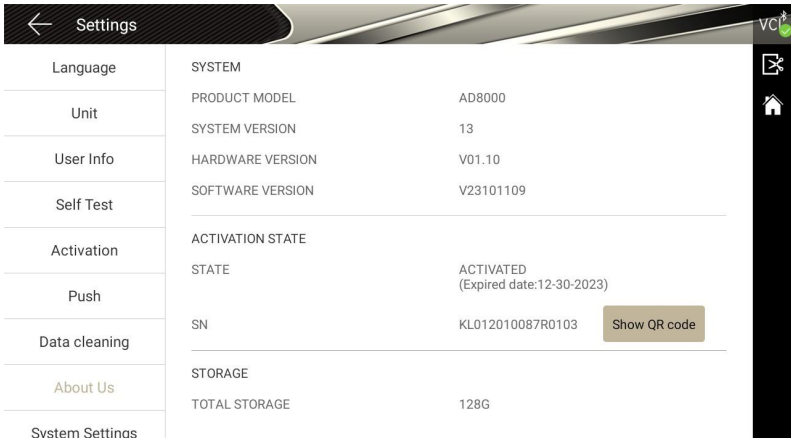 Settings
VCI
Language
Unit
User Info
Self Test
Activation
Push
Data cleaning
About Us
System Settings
SYSTEM
PRODUCT MODEL AD8000
SYSTEM VERSION 13
HARDWARE VERSION V01.10
SOFTWARE VERSION V23101109
ACTIVATION STATE
STATE ACTIVATED
(Expired date:12-30-2023)
SN KL012010087R0103 Show QR code
STORAGE
TOTAL STORAGE 128G